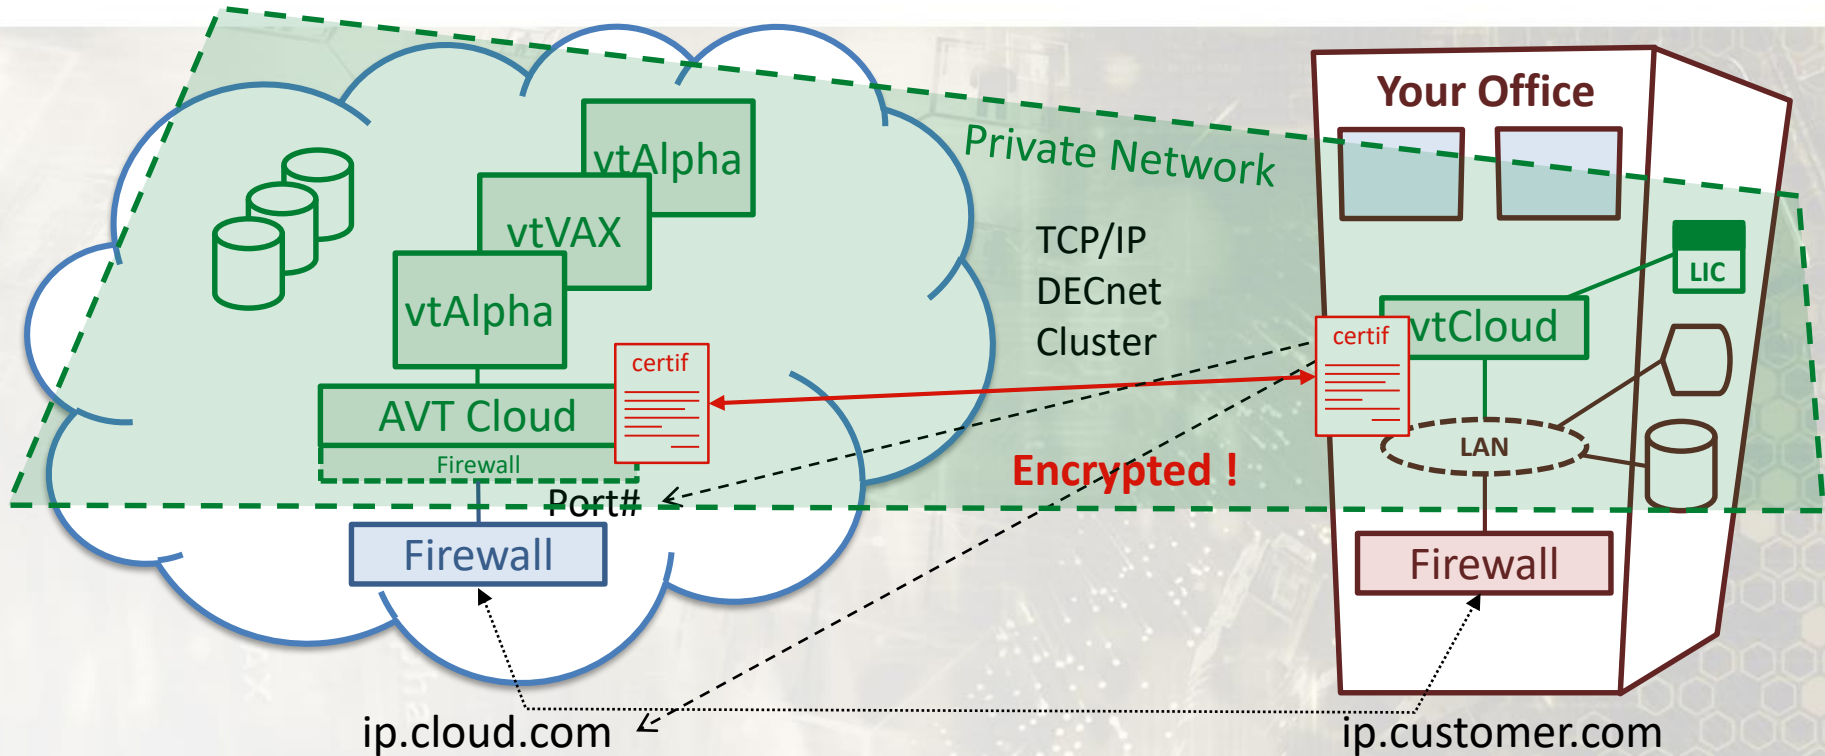 Your Office
vtAlpha
Private Network
vtVAX
TCP/IP
DECnet
Cluster
LIC
vtAlpha
vtCloud
certif
certif
AVT Cloud
LAN
Firewall
Encrypted !
Port#
Firewall
Firewall
ip.cloud.com
ip.customer.com